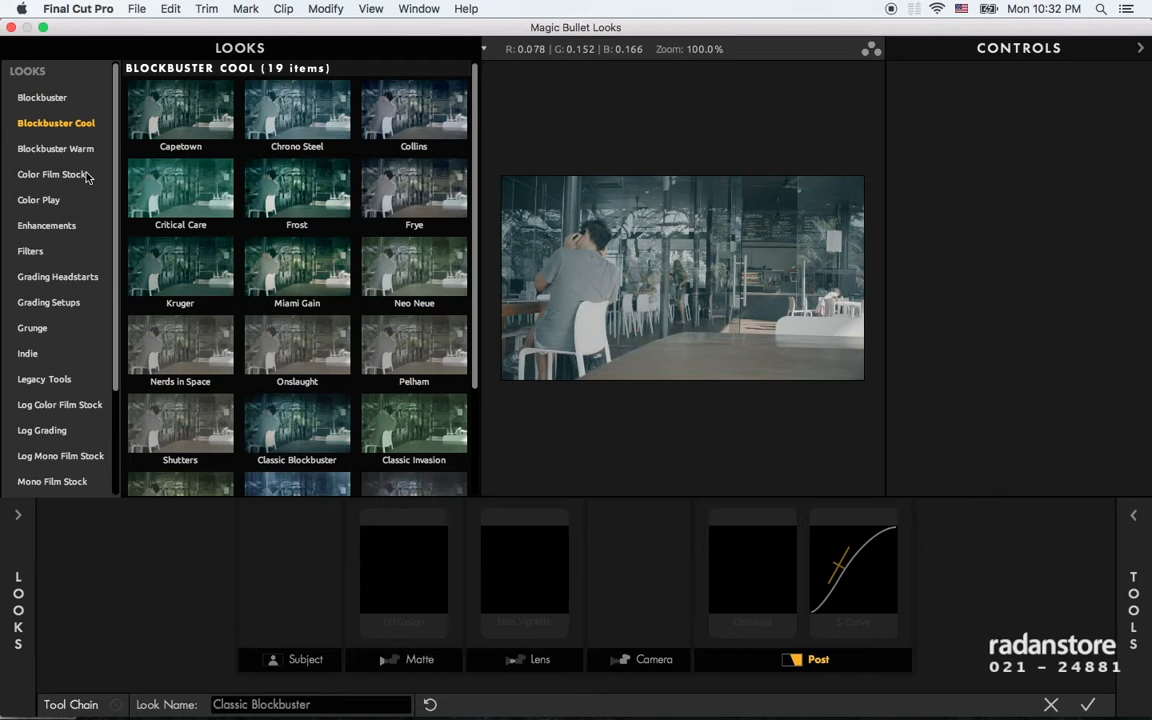 Final Cut Pro File Edit Trim Mark Clip Modify View Window Help Mon 10:32 PM
Magic Bullet Looks
LOOKS R: 0.078 | G: 0.152 | B: 0.166 Zoom: 100.0% CONTROLS
LOOKS
Blockbuster
Blockbuster Cool
Blockbuster Warm
Color Film Stock
Color Play
Enhancements
Filters
Grading Headstarts
Grading Setups
Grunge
Indie
Legacy Tools
Log Color Film Stock
Log Grading
Log Mono Film Stock
Mono Film Stock
BLOCKBUSTER COOL (19 items)
Capetown Chrono Steel Collins
Critical Care Frost Frye
Kruger Miami Gain Neo Neue
Nerds in Space Onslaught Pelham
Shutters Classic Blockbuster Classic Invasion
LOOKS
Diffusion Lens Vignette Colorista S Curve
Subject Matte Lens Camera Post
TOOLS
radanstore
021 - 24881
Tool Chain Look Name: Classic Blockbuster